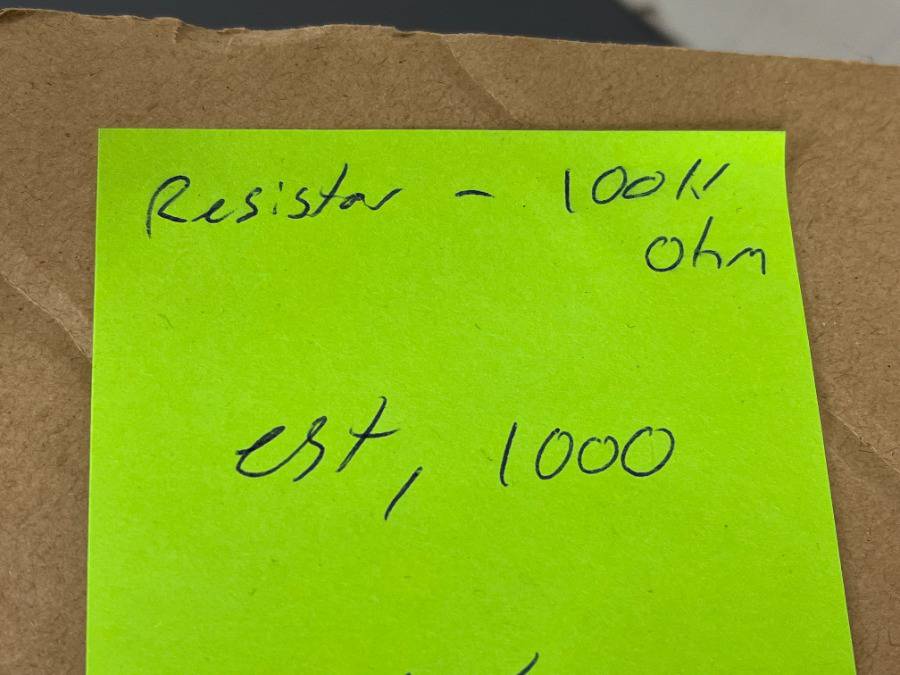 Resistor - 100K
Ohm
est, 1000